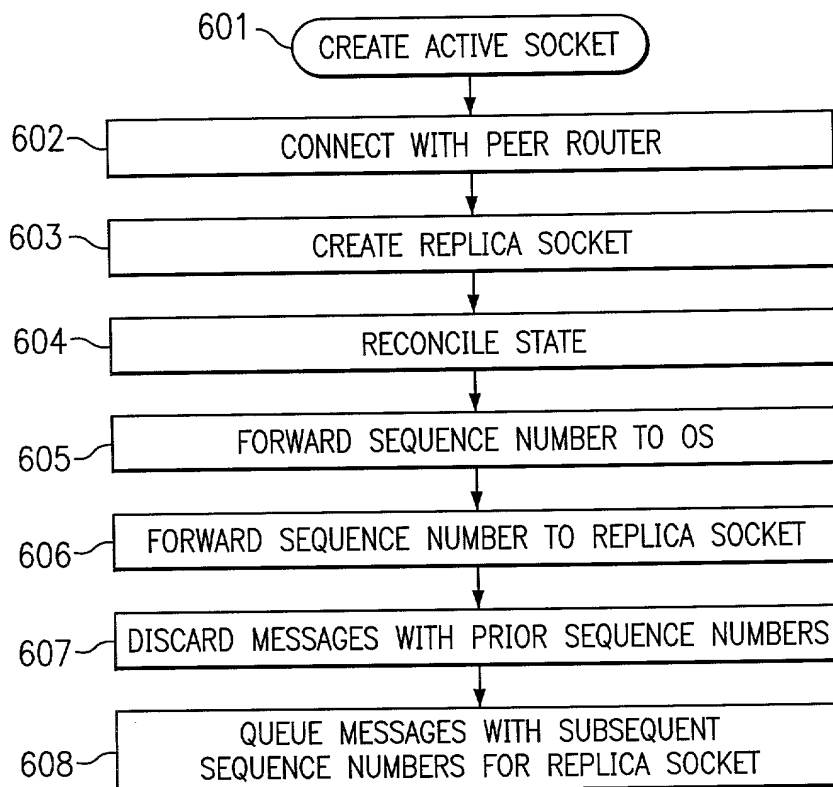 601 CREATE ACTIVE SOCKET
602 CONNECT WITH PEER ROUTER
603 CREATE REPLICA SOCKET
604 RECONCILE STATE
605 FORWARD SEQUENCE NUMBER TO OS
606 FORWARD SEQUENCE NUMBER TO REPLICA SOCKET
607 DISCARD MESSAGES WITH PRIOR SEQUENCE NUMBERS
608 QUEUE MESSAGES WITH SUBSEQUENT
SEQUENCE NUMBERS FOR REPLICA SOCKET